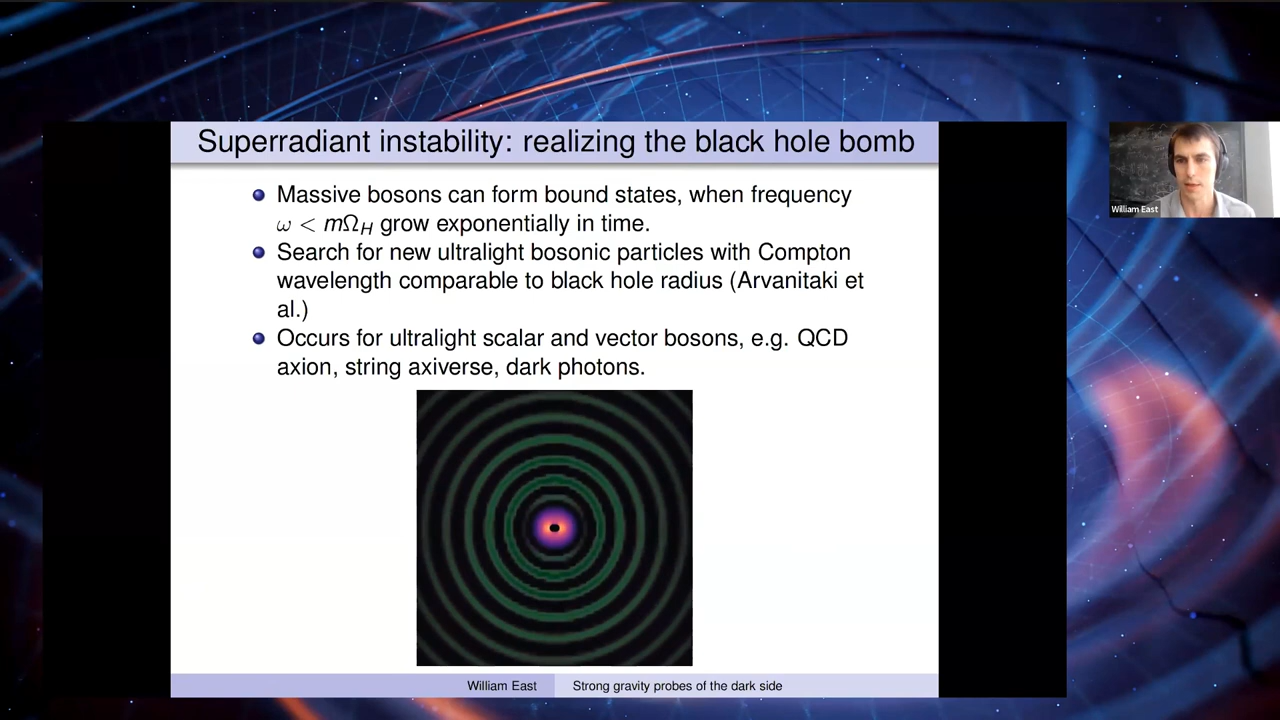 Superradiant instability: realizing the black hole bomb
Massive bosons can form bound states, when frequency
ω < mΩ_H grow exponentially in time.
Search for new ultralight bosonic particles with Compton
wavelength comparable to black hole radius (Arvanitaki et
al.)
Occurs for ultralight scalar and vector bosons, e.g. QCD
axion, string axiverse, dark photons.
William East
Strong gravity probes of the dark side
William East